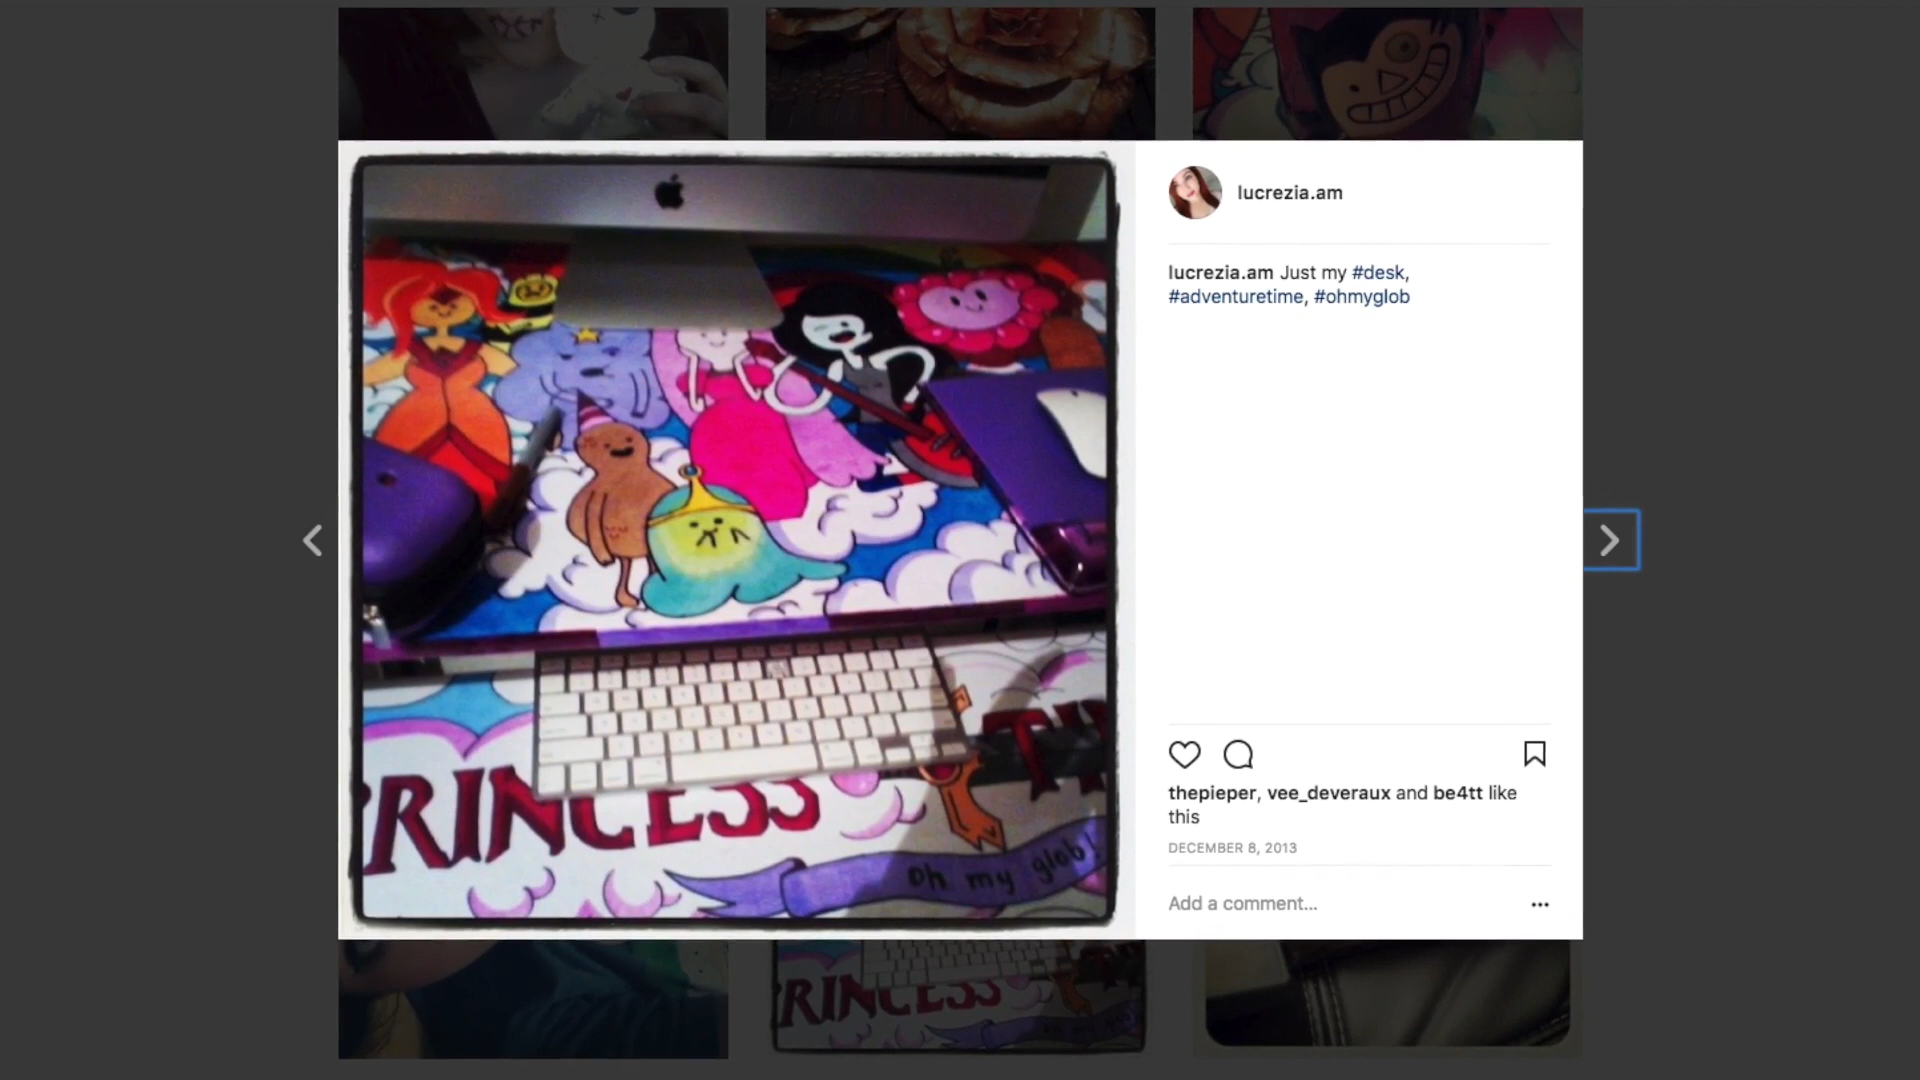 lucrezia.am
lucrezia.am Just my #desk,
#adventuretime, #ohmyglob
PRINCESS
oh my glob!
thepieper, vee_deveraux and be4tt like
this
DECEMBER 8, 2013
Add a comment...
RINCESS